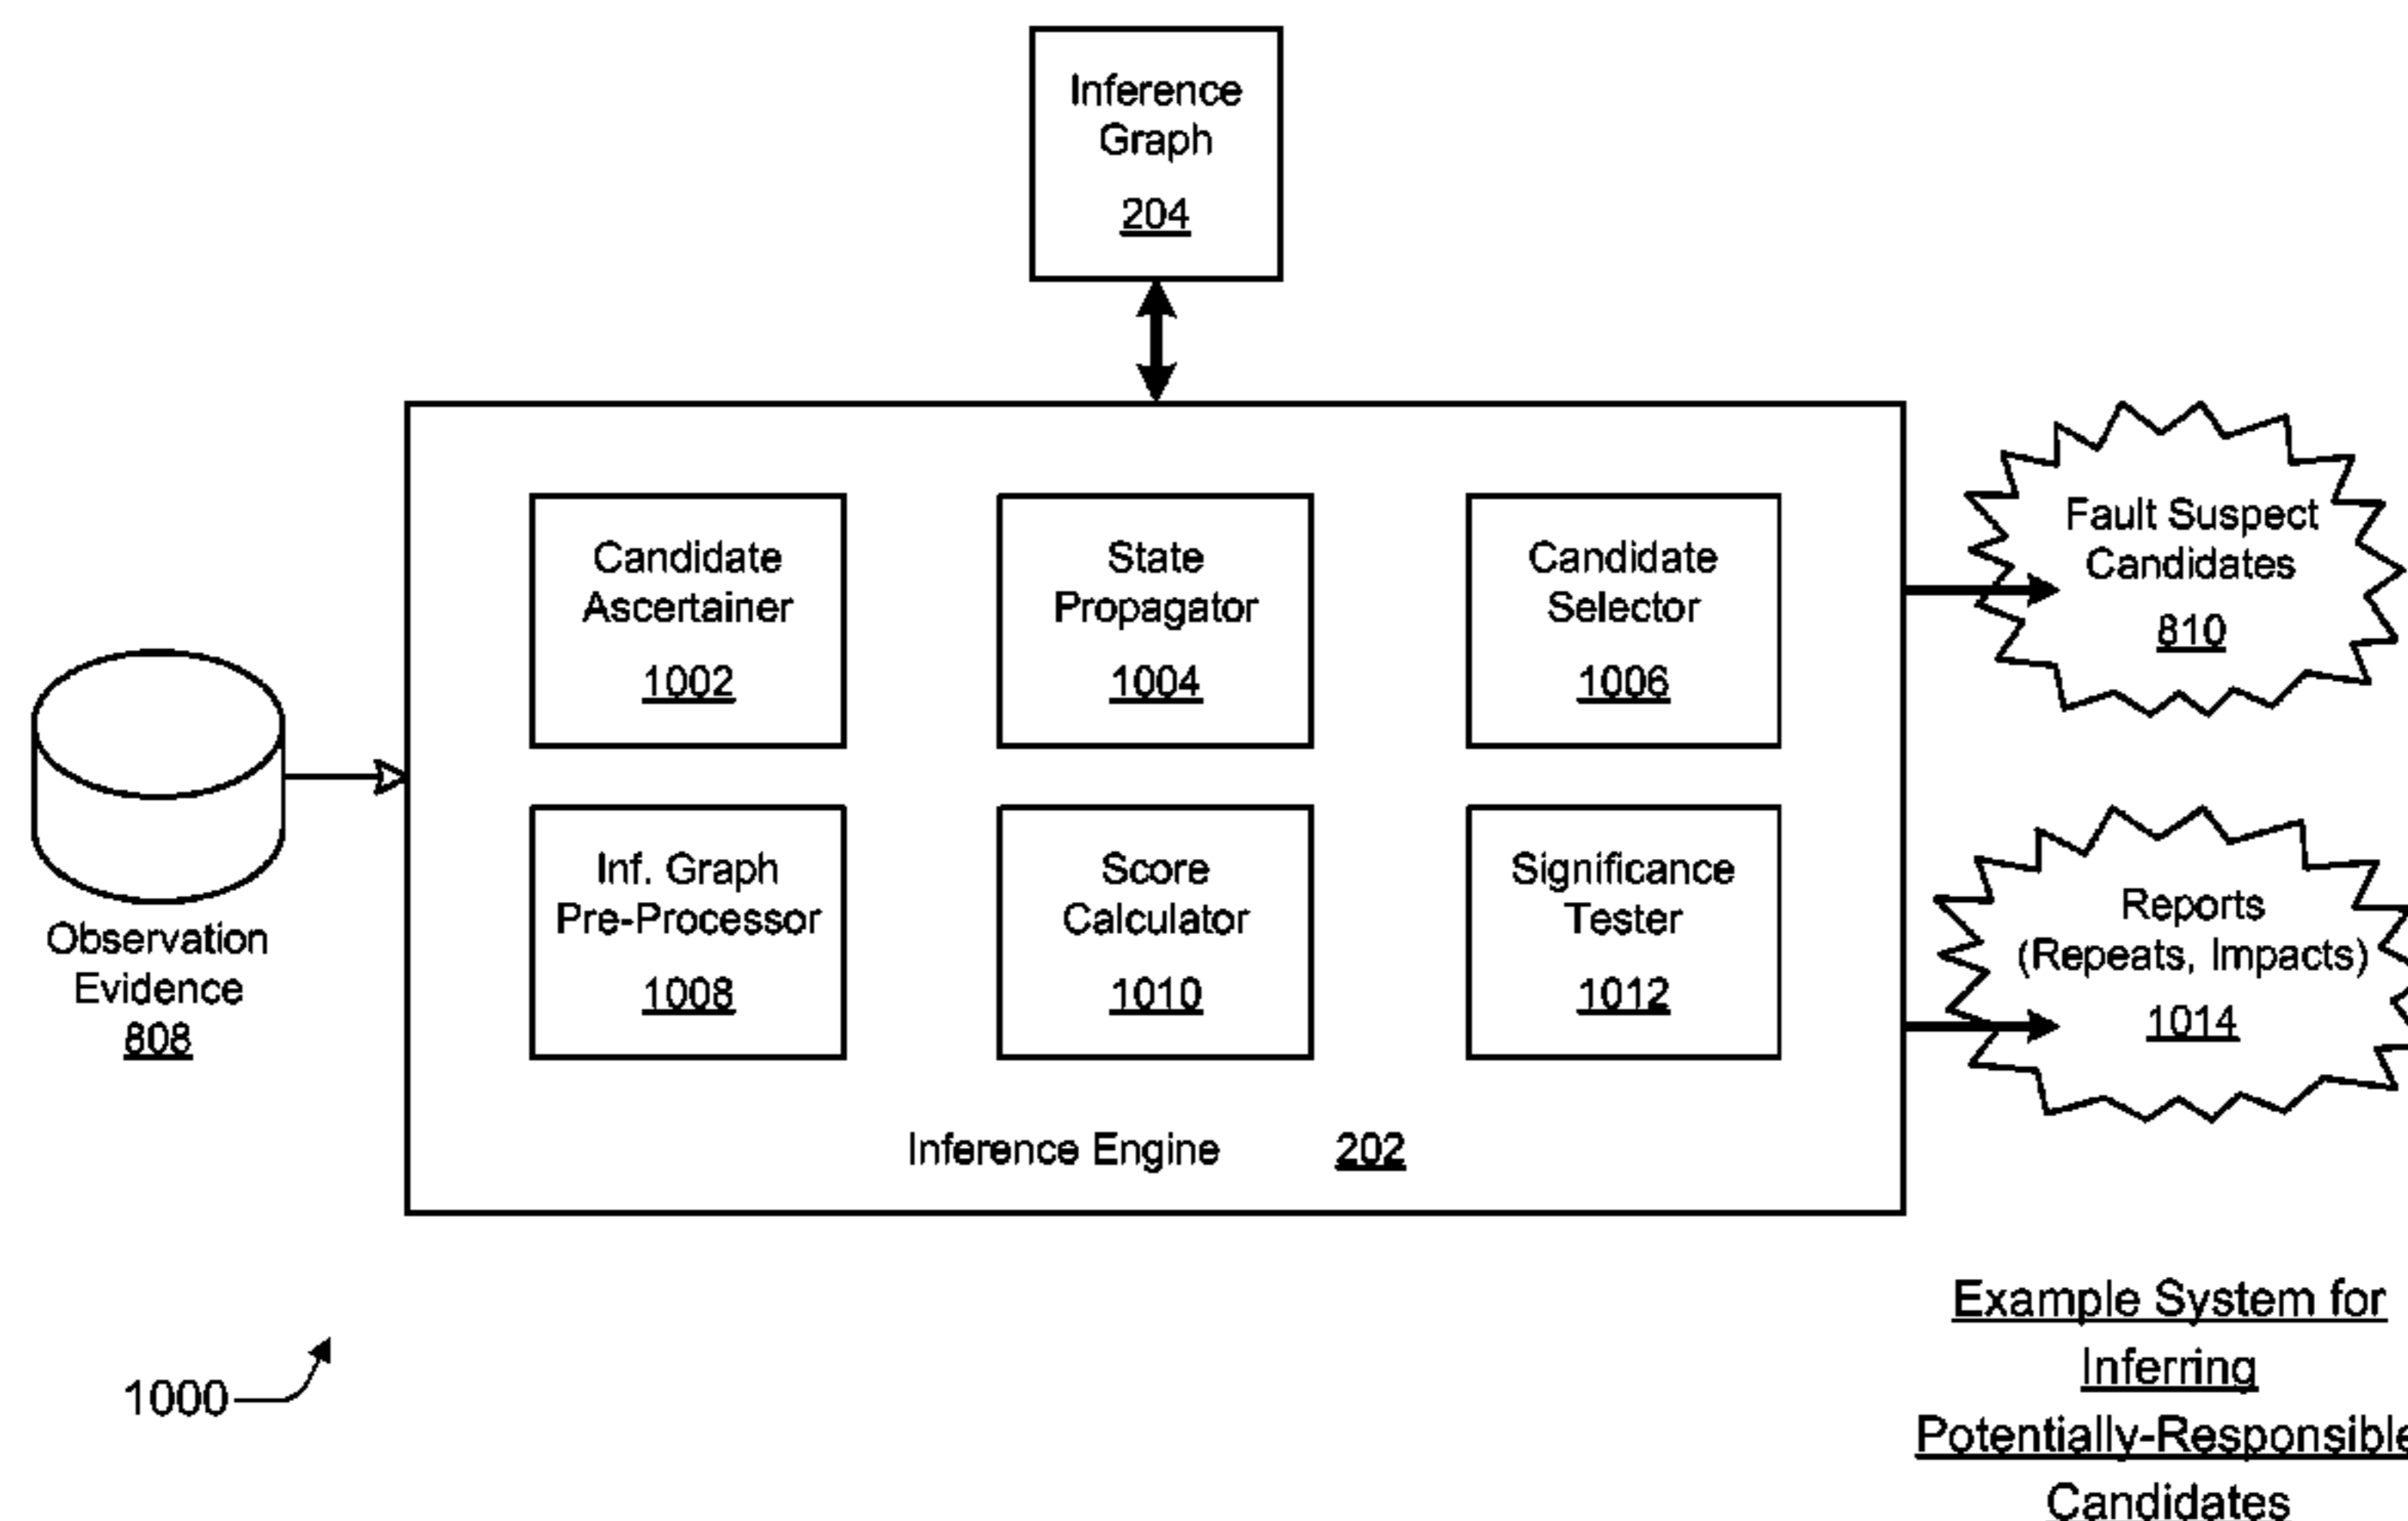 Inference
Graph
204
Candidate
Ascertainer
1002
State
Propagator
1004
Candidate
Selector
1006
Fault Suspect
Candidates
810
Inf. Graph
Pre-Processor
1008
Score
Calculator
1010
Significance
Tester
1012
Reports
(Repeats, Impacts)
1014
Observation
Evidence
808
Inference Engine 202
1000
Example System for
Inferring
Potentially-Responsible
Candidates